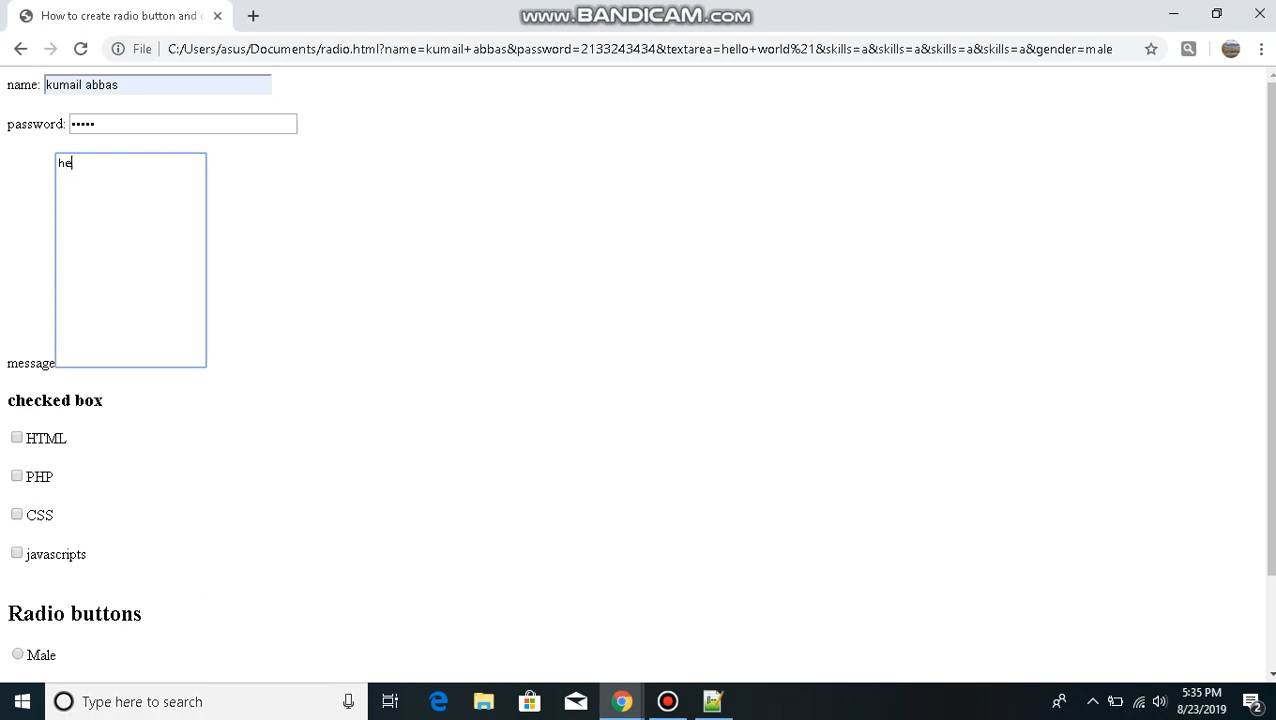 www.BANDICAM.com
How to create radio button and c
File C:/Users/asus/Documents/radio.html?name=kumail+abbas&password=2133243434&textarea=hello+world%21&skills=a&skills=a&skills=a&skills=a&gender=male
name: kumail abbas
password: •••••
he
message
checked box
HTML
PHP
CSS
javascripts
Radio buttons
Male
Type here to search
5:35 PM
8/23/2019
2